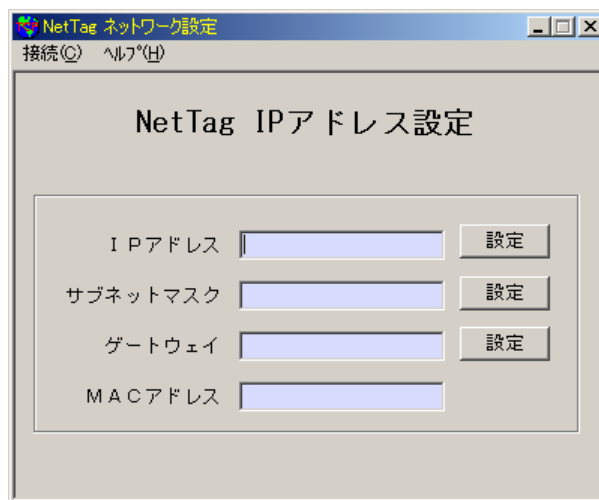 NetTag ネットワーク設定
接続(C) ヘルプ(H)
NetTag IPアドレス設定
ＩＰアドレス 設定
サブネットマスク 設定
ゲートウェイ 設定
ＭＡＣアドレス